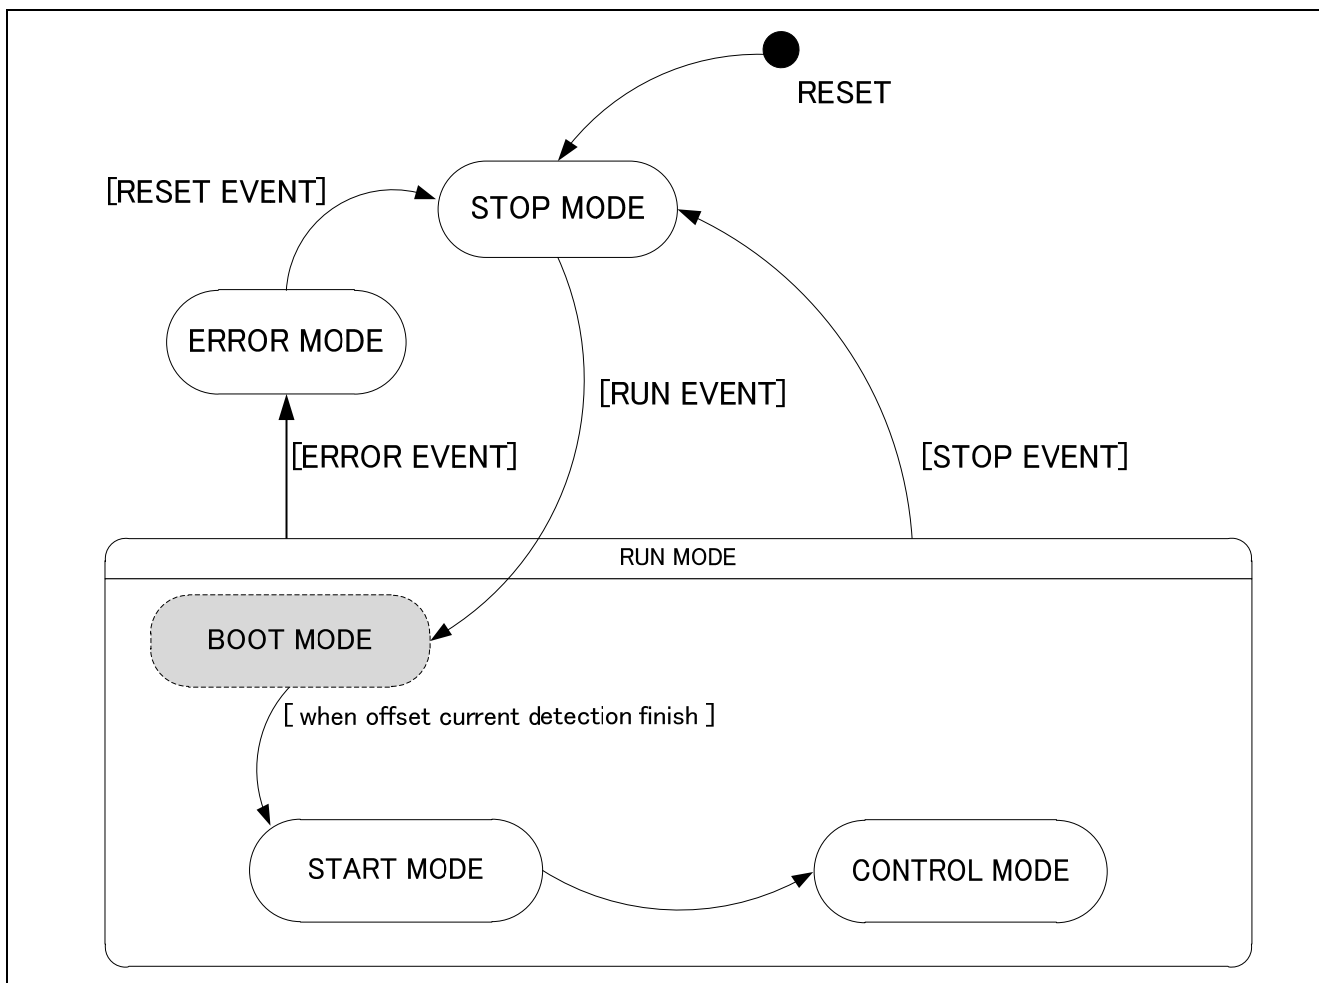 RESET
[RESET EVENT]
STOP MODE
ERROR MODE
[RUN EVENT]
[ERROR EVENT]
[STOP EVENT]
RUN MODE
BOOT MODE
[ when offset current detection finish ]
START MODE
CONTROL MODE